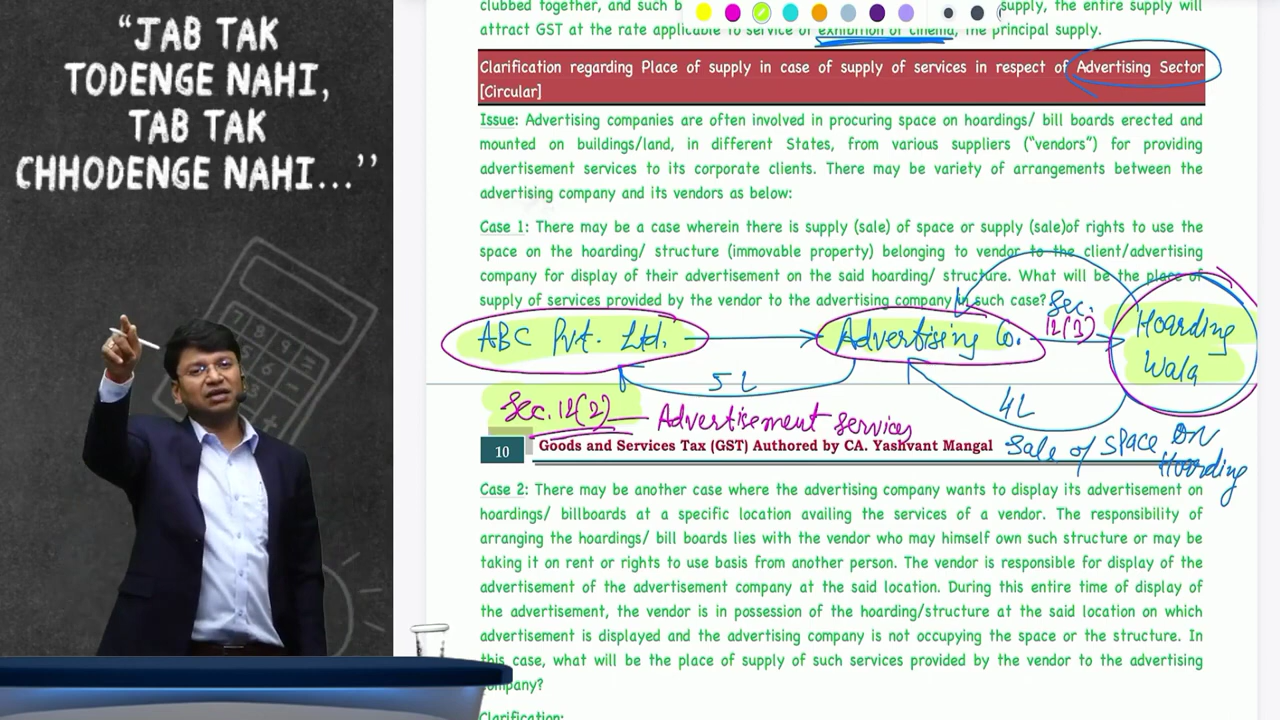 “JAB TAK
TODENGE NAHI,
TAB TAK
CHHODENGE NAHI...’’
clubbed together, and such b supply, the entire supply will
attract GST at the rate applicable to service of exhibition of cinema, the principal supply.
Clarification regarding Place of supply in case of supply of services in respect of Advertising Sector
[Circular]
Issue: Advertising companies are often involved in procuring space on hoardings/ bill boards erected and
mounted on buildings/land, in different States, from various suppliers (“vendors”) for providing
advertisement services to its corporate clients. There may be variety of arrangements between the
advertising company and its vendors as below:
Case 1: There may be a case wherein there is supply (sale) of space or supply (sale)of rights to use the
space on the hoarding/ structure (immovable property) belonging to vendor to the client/advertising
company for display of their advertisement on the said hoarding/ structure. What will be the place of
supply of services provided by the vendor to the advertising company in such case?
Sec.
12(3)
ABC Pvt. Ltd. Advertising Co. Hoarding
Wala
5L
4L
Sec. 12(2) — Advertisement Services
Sale of space on
Hoarding
10 Goods and Services Tax (GST) Authored by CA. Yashvant Mangal
Case 2: There may be another case where the advertising company wants to display its advertisement on
hoardings/ billboards at a specific location availing the services of a vendor. The responsibility of
arranging the hoardings/ bill boards lies with the vendor who may himself own such structure or may be
taking it on rent or rights to use basis from another person. The vendor is responsible for display of the
advertisement of the advertisement company at the said location. During this entire time of display of
the advertisement, the vendor is in possession of the hoarding/structure at the said location on which
advertisement is displayed and the advertising company is not occupying the space or the structure. In
this case, what will be the place of supply of such services provided by the vendor to the advertising
company?
Clarification: